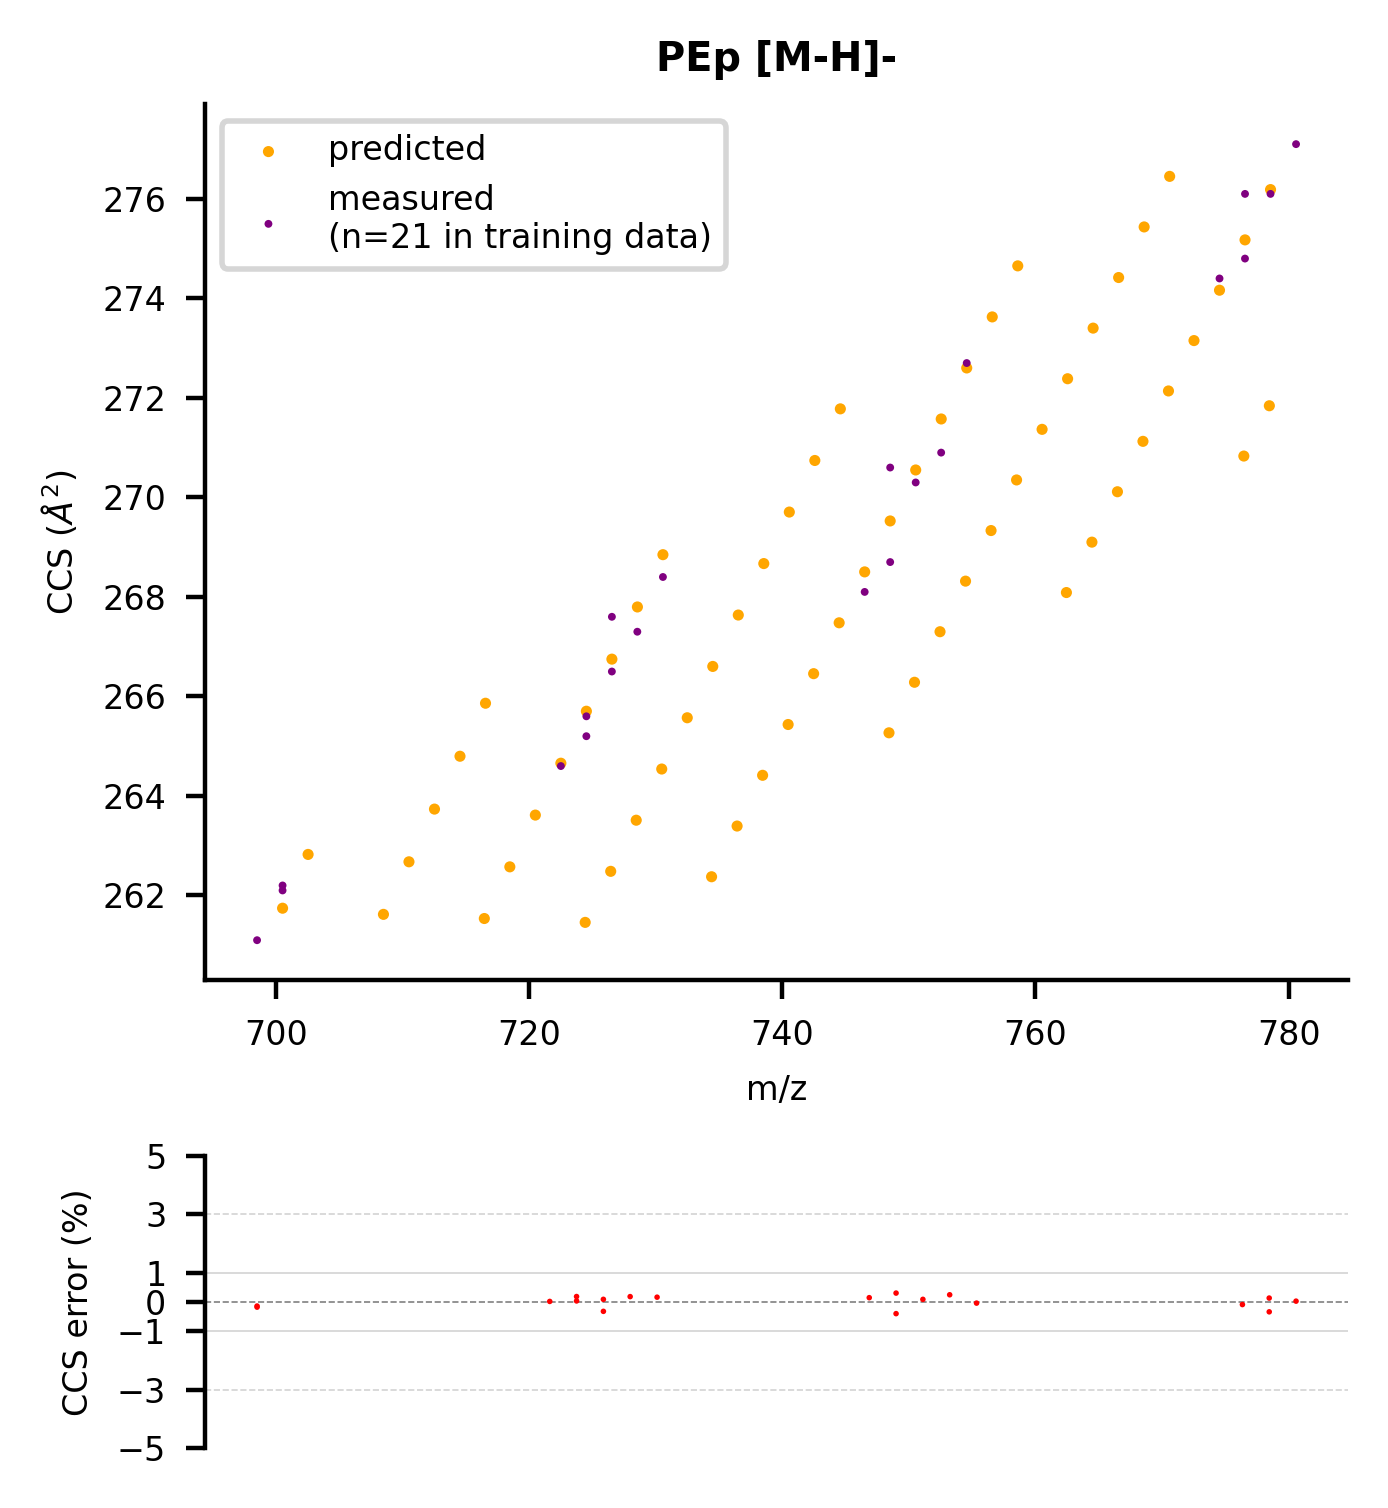 PEp [M-H]-
predicted
measured
(n=21 in training data)
276
274
272
270
268
266
264
262
CCS (Å²)
700 720 740 760 780
m/z
5
3
1
0
−1
−3
−5
CCS error (%)